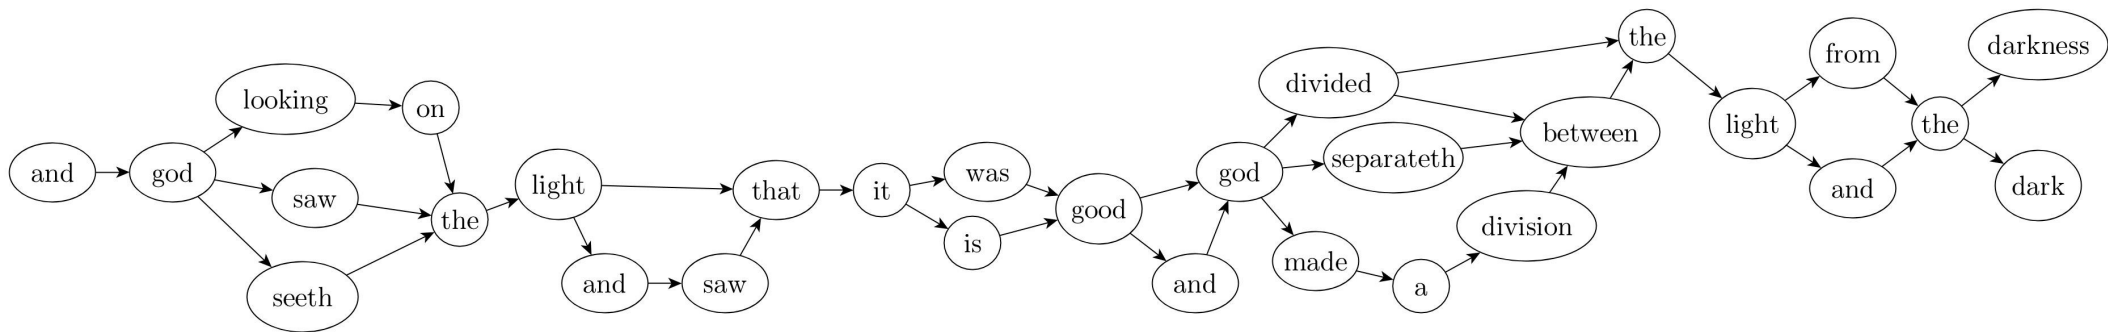 and
god
looking
on
saw
seeth
the
light
and
saw
that
it
was
is
good
and
god
divided
separateth
made
a
division
between
the
light
from
and
the
darkness
dark